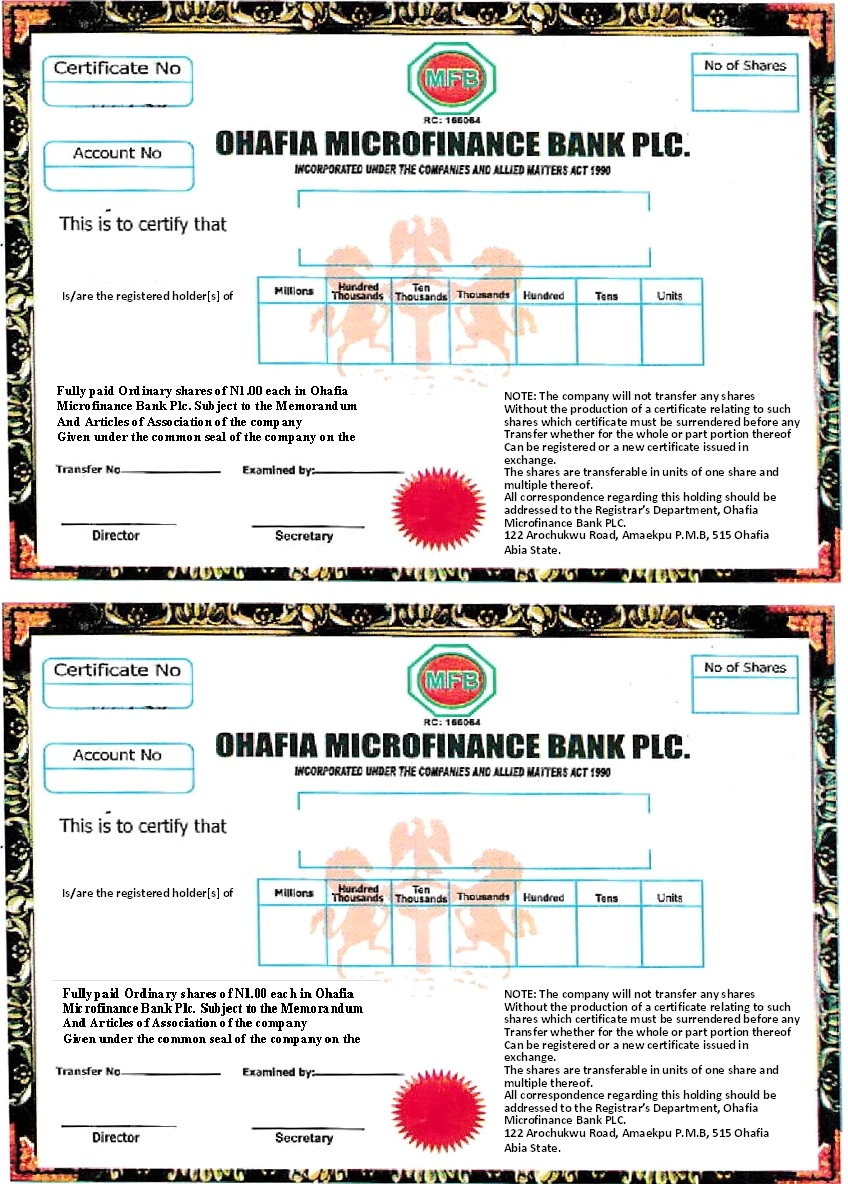 Certificate No
No of Shares
MFB
RC: 166064
OHAFIA MICROFINANCE BANK PLC.
INCORPORATED UNDER THE COMPANIES AND ALLIED MATTERS ACT 1990
Account No
This is to certify that
Is/are the registered holder[s] of
Millions Hundred Thousands Ten Thousands Thousands Hundred Tens Units
Fully paid Ordinary shares of N1.00 each in Ohafia
Microfinance Bank Plc. Subject to the Memorandum
And Articles of Association of the company
Given under the common seal of the company on the
Transfer No Examined by:
Director
Secretary
NOTE: The company will not transfer any shares
Without the production of a certificate relating to such
shares which certificate must be surrendered before any
Transfer whether for the whole or part portion thereof
Can be registered or a new certificate issued in
exchange.
The shares are transferable in units of one share and
multiple thereof.
All correspondence regarding this holding should be
addressed to the Registrar's Department, Ohafia
Microfinance Bank PLC.
122 Arochukwu Road, Amaekpu P.M.B, 515 Ohafia
Abia State.
Certificate No
No of Shares
MFB
RC: 166064
OHAFIA MICROFINANCE BANK PLC.
INCORPORATED UNDER THE COMPANIES AND ALLIED MATTERS ACT 1990
Account No
This is to certify that
Is/are the registered holder[s] of
Millions Hundred Thousands Ten Thousands Thousands Hundred Tens Units
Fully paid Ordinary shares of N1.00 each in Ohafia
Microfinance Bank Plc. Subject to the Memorandum
And Articles of Association of the company
Given under the common seal of the company on the
Transfer No Examined by:
Director
Secretary
NOTE: The company will not transfer any shares
Without the production of a certificate relating to such
shares which certificate must be surrendered before any
Transfer whether for the whole or part portion thereof
Can be registered or a new certificate issued in
exchange.
The shares are transferable in units of one share and
multiple thereof.
All correspondence regarding this holding should be
addressed to the Registrar's Department, Ohafia
Microfinance Bank PLC.
122 Arochukwu Road, Amaekpu P.M.B, 515 Ohafia
Abia State.